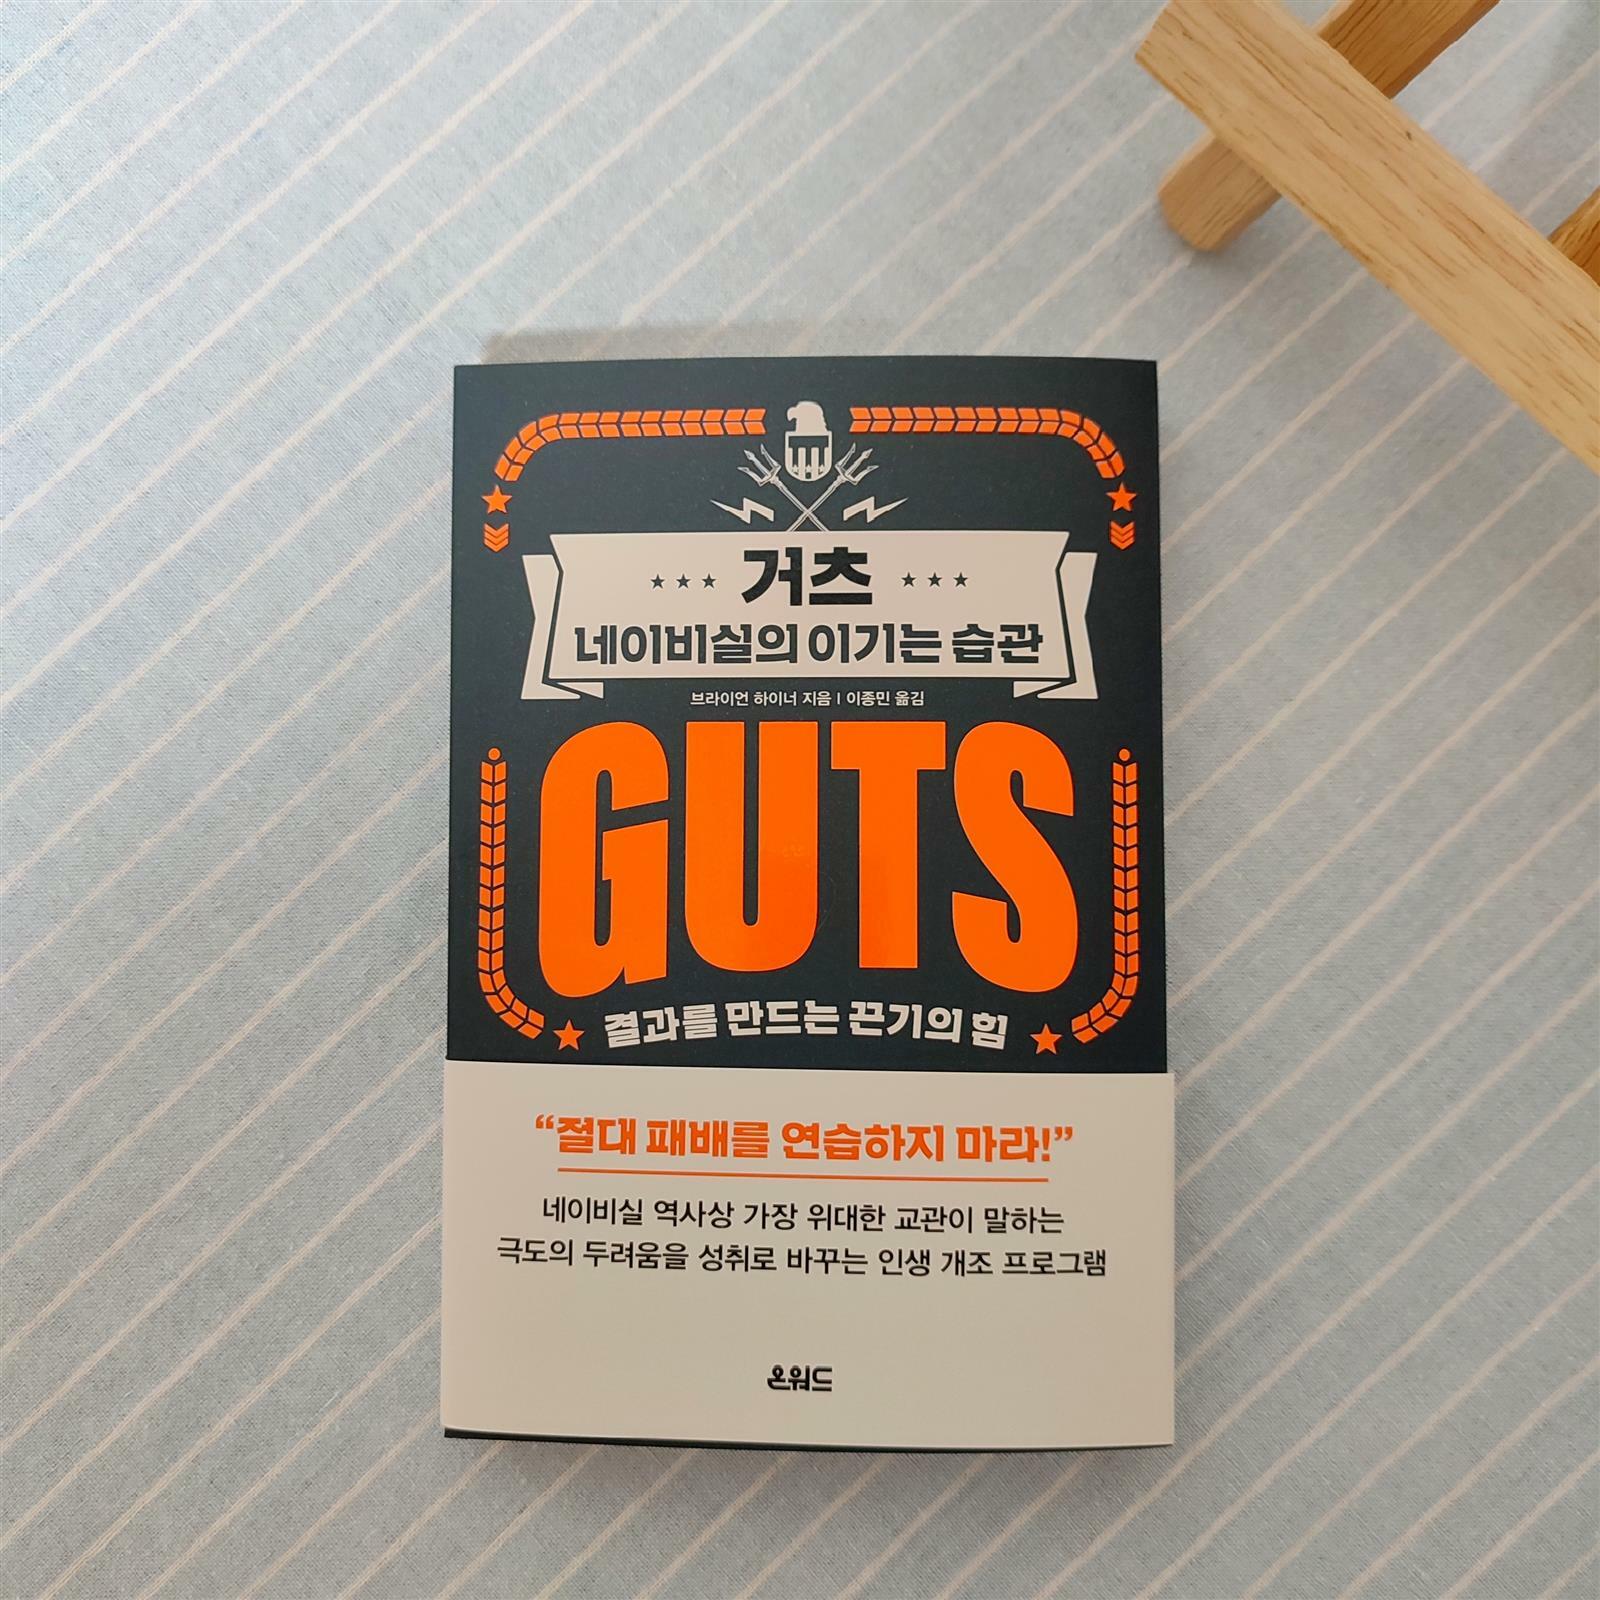 거츠
네이비실의 이기는 습관
브라이언 하이너 지음 | 이종민 옮김
GUTS
결과를 만드는 끈기의 힘
“절대 패배를 연습하지 마라!”
네이비실 역사상 가장 위대한 교관이 말하는
극도의 두려움을 성취로 바꾸는 인생 개조 프로그램
온워드